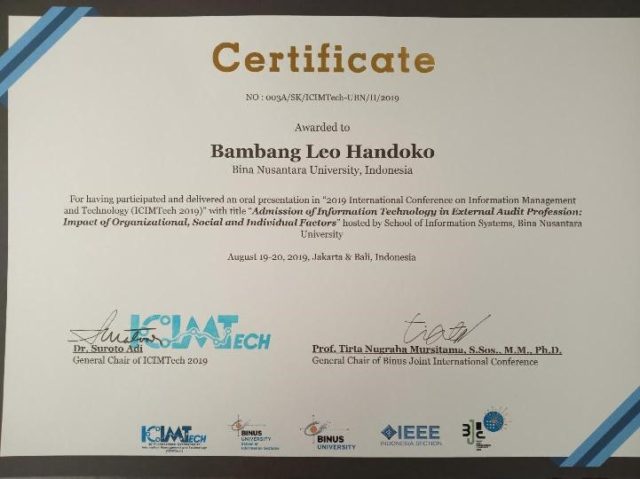 Certificate
NO : 003A/SK/ICIMTech-UBN/II/2019
Awarded to
Bambang Leo Handoko
Bina Nusantara University, Indonesia
For having participated and delivered an oral presentation in "2019 International Conference on Information Management
and Technology (ICIMTech 2019)" with title "Admission of Information Technology in External Audit Profession:
Impact of Organizational, Social and Individual Factors" hosted by School of Information Systems, Bina Nusantara
University
August 19-20, 2019, Jakarta & Bali, Indonesia
ICIMTECH
Dr. Suroto Adi
General Chair of ICIMTech 2019
Prof. Tirta Nugraha Mursitama, S.Sos., M.M., Ph.D.
General Chair of Binus Joint International Conference
ICIMTECH
BINUS
UNIVERSITY
BINUS
UNIVERSITY
IEEE
INDONESIA SECTION